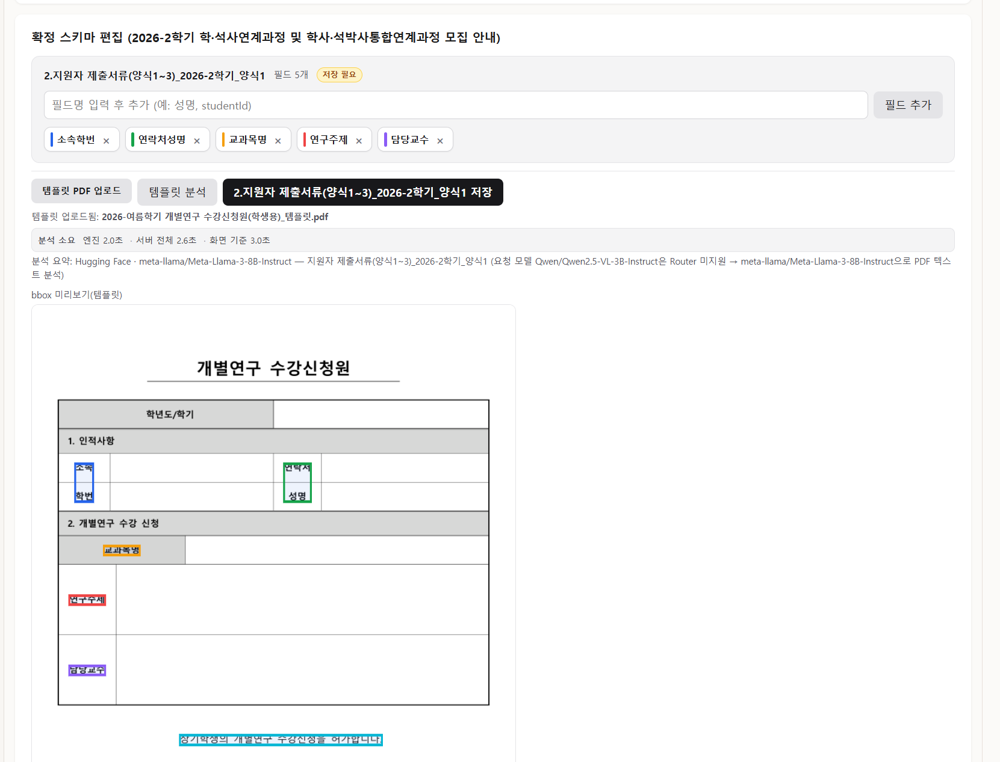 확정 스키마 편집 (2026-2학기 학·석사연계과정 및 학사·석박사통합연계과정 모집 안내)
2.지원자 제출서류(양식1~3)_2026-2학기_양식1 필드 5개 저장 필요
필드명 입력 후 추가 (예: 성명, studentId) 필드 추가
소속학번 × 연락처성명 × 교과목명 × 연구주제 × 담당교수 ×
템플릿 PDF 업로드 템플릿 분석 2.지원자 제출서류(양식1~3)_2026-2학기_양식1 저장
템플릿 업로드됨: 2026-여름학기 개별연구 수강신청원(학생용)_템플릿.pdf
분석 소요 엔진 2.0초 · 서버 전체 2.6초 · 화면 기준 3.0초
분석 요약: Hugging Face · meta-llama/Meta-Llama-3-8B-Instruct — 지원자 제출서류(양식1~3)_2026-2학기_양식1 (요청 모델 Qwen/Qwen2.5-VL-3B-Instruct은 Router 미지원 → meta-llama/Meta-Llama-3-8B-Instruct으로 PDF 텍스
트 분석)
bbox 미리보기(템플릿)
개별연구 수강신청원
학년도/학기
1. 인적사항
소속 연락처
학번 성명
2. 개별연구 수강 신청
교과목명
연구주제
담당교수
상기학생의 개별연구 수강신청을 허가합니다.